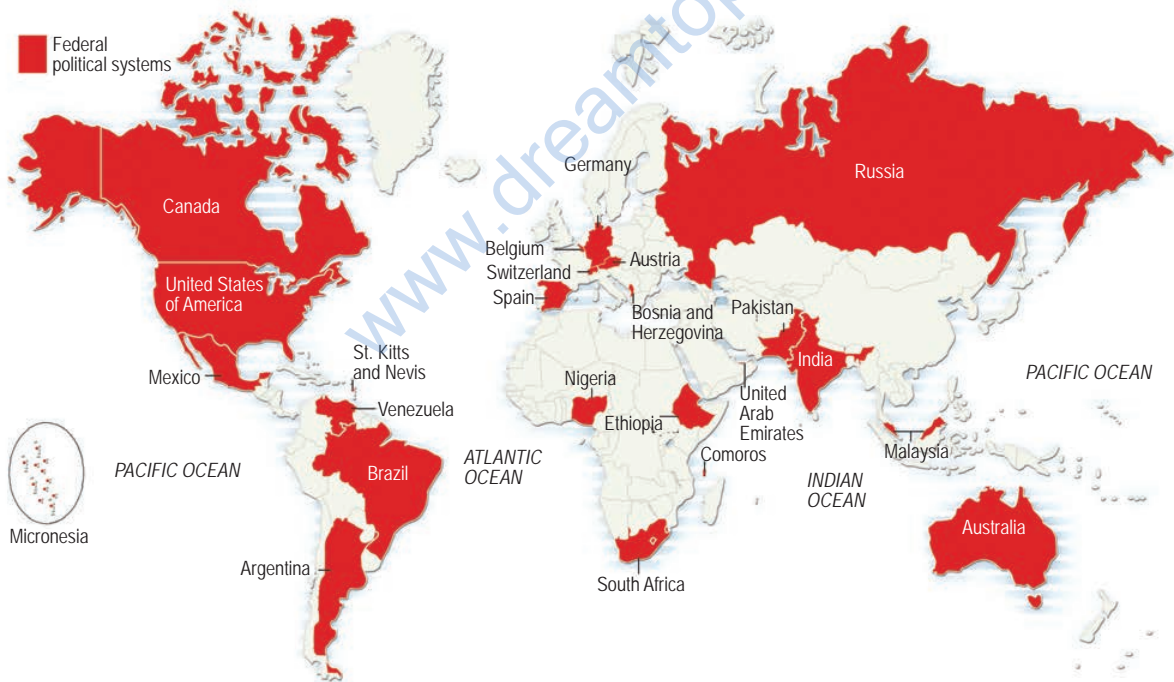 Federal
political systems
www.dreamtop
Germany
Russia
Canada
Belgium
Austria
Switzerland
United States
of America
Spain
Bosnia and
Herzegovina
Pakistan
India
St. Kitts
and Nevis
Mexico
Venezuela
Nigeria
PACIFIC OCEAN
United
Arab
Emirates
Ethiopia
Malaysia
Comoros
PACIFIC OCEAN
Brazil
ATLANTIC
OCEAN
INDIAN
OCEAN
Micronesia
Australia
Argentina
South Africa